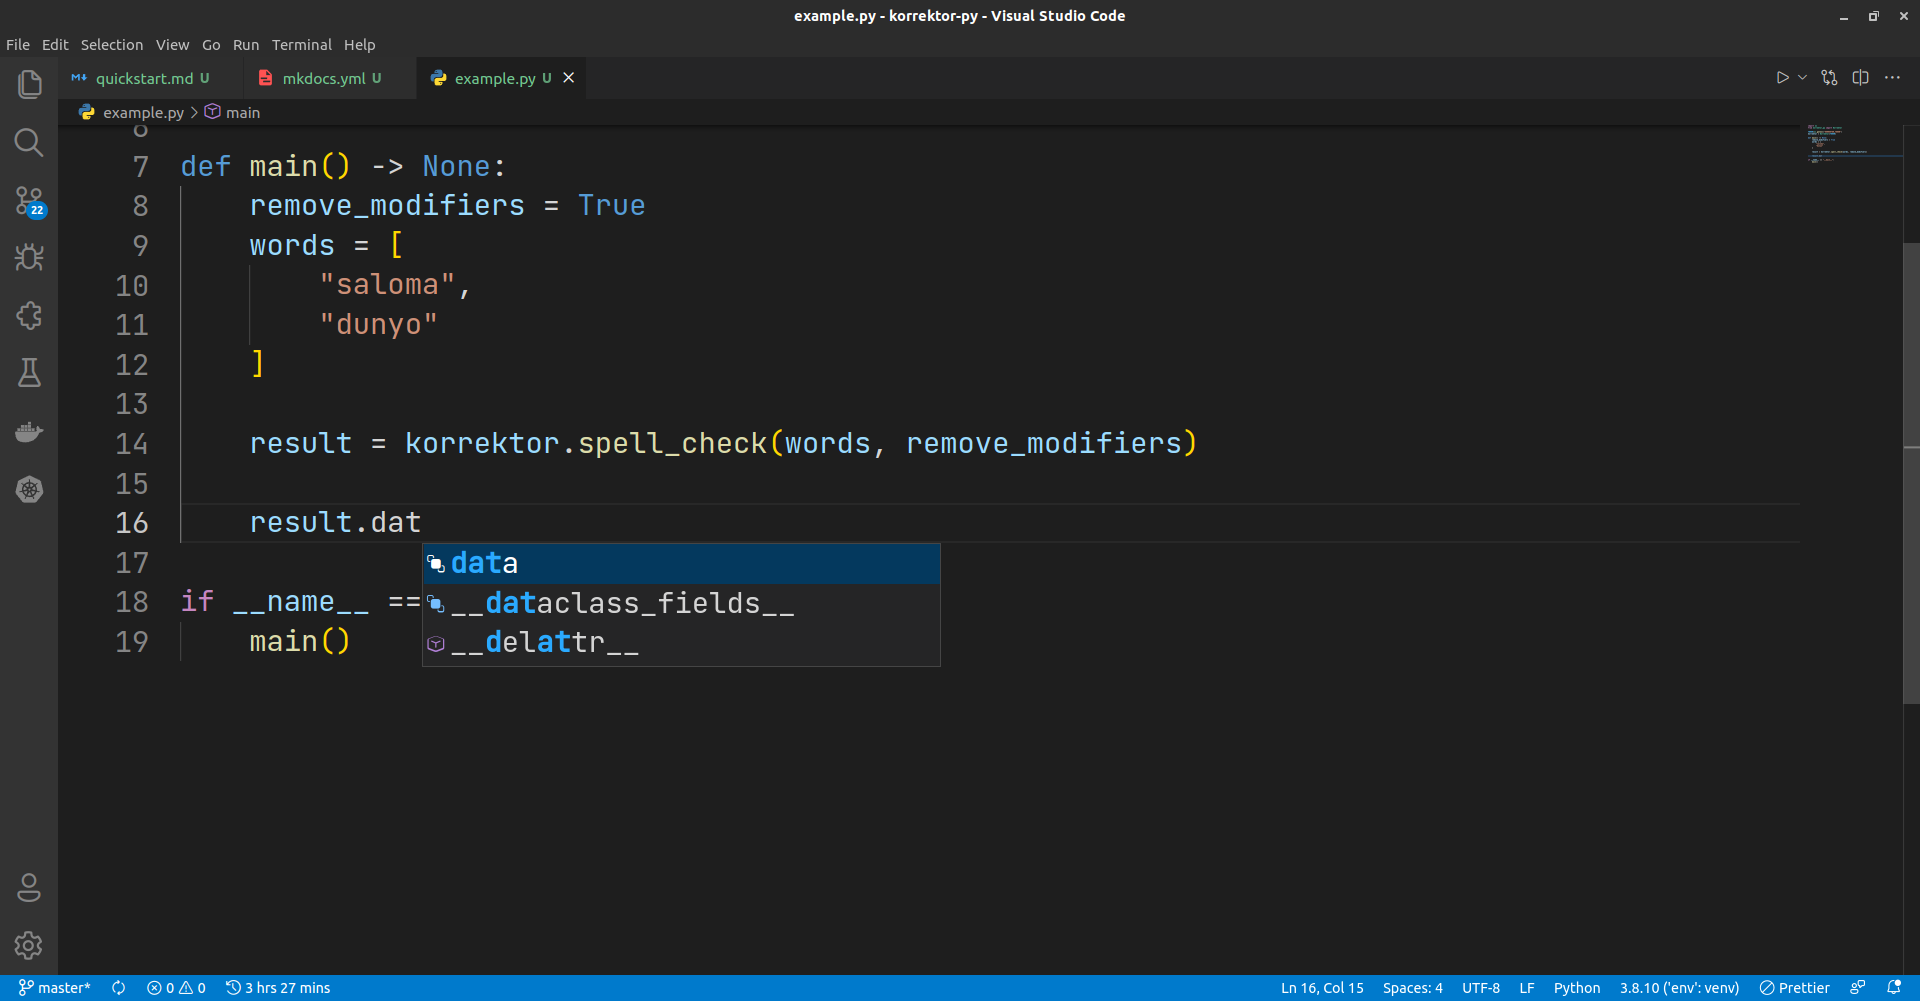 example.py - korrektor-py - Visual Studio Code
File Edit Selection View Go Run Terminal Help
quickstart.md U mkdocs.yml U example.py U
example.py > main
6
7 def main() -> None:
8 remove_modifiers = True
9 words = [
10 "saloma",
11 "dunyo"
12 ]
13
14 result = korrektor.spell_check(words, remove_modifiers)
15
16 result.dat
data
17
18 if __name__ ==
__dataclass_fields__
19 main()
__delattr__
22
master* 0 0 3 hrs 27 mins Ln 16, Col 15 Spaces: 4 UTF-8 LF Python 3.8.10 ('env': venv) Prettier